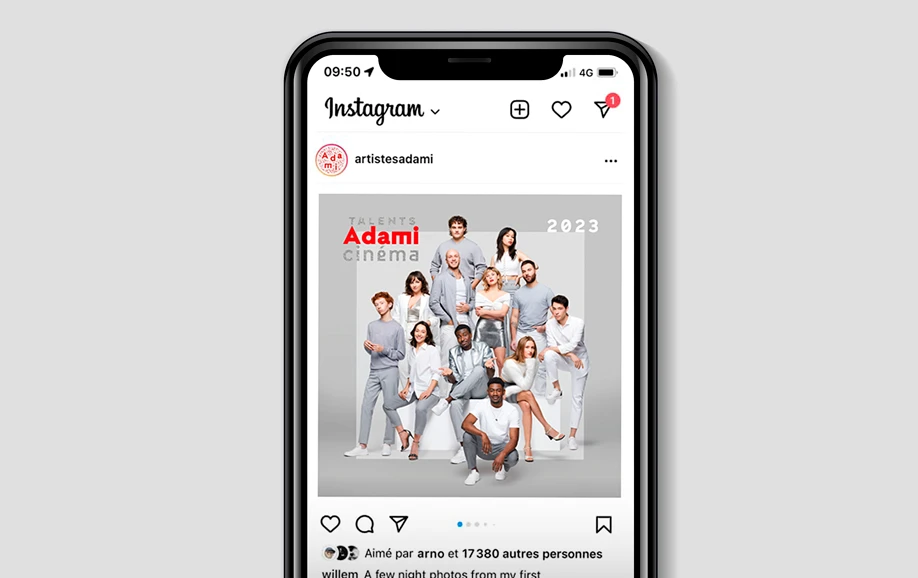 09:50
4G
Instagram
1
Adami
artistesadami
TALENTS
Adami
cinéma
2023
Aimé par arno et 17 380 autres personnes
willem A few night photos from my first